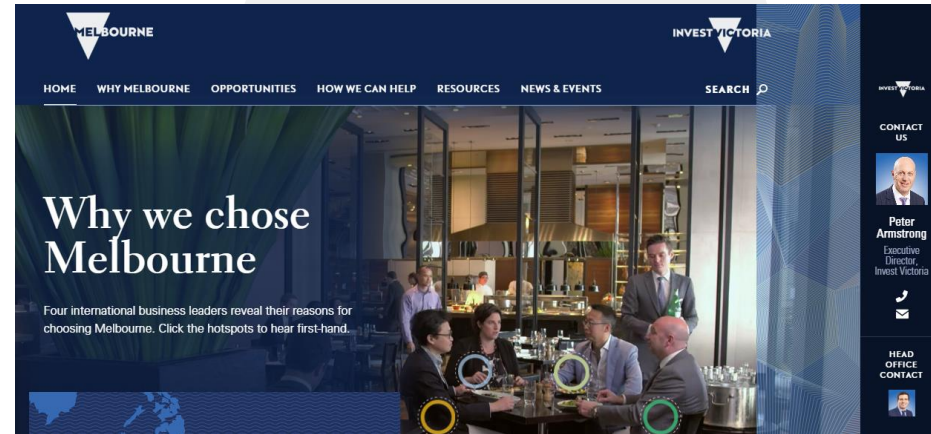 MELBOURNE
INVEST VICTORIA
HOME WHY MELBOURNE OPPORTUNITIES HOW WE CAN HELP RESOURCES NEWS & EVENTS SEARCH
Why we chose
Melbourne
Four international business leaders reveal their reasons for
choosing Melbourne. Click the hotspots to hear first-hand.
INVEST VICTORIA
CONTACT
US
Peter
Armstrong
Executive
Director,
Invest Victoria
HEAD
OFFICE
CONTACT